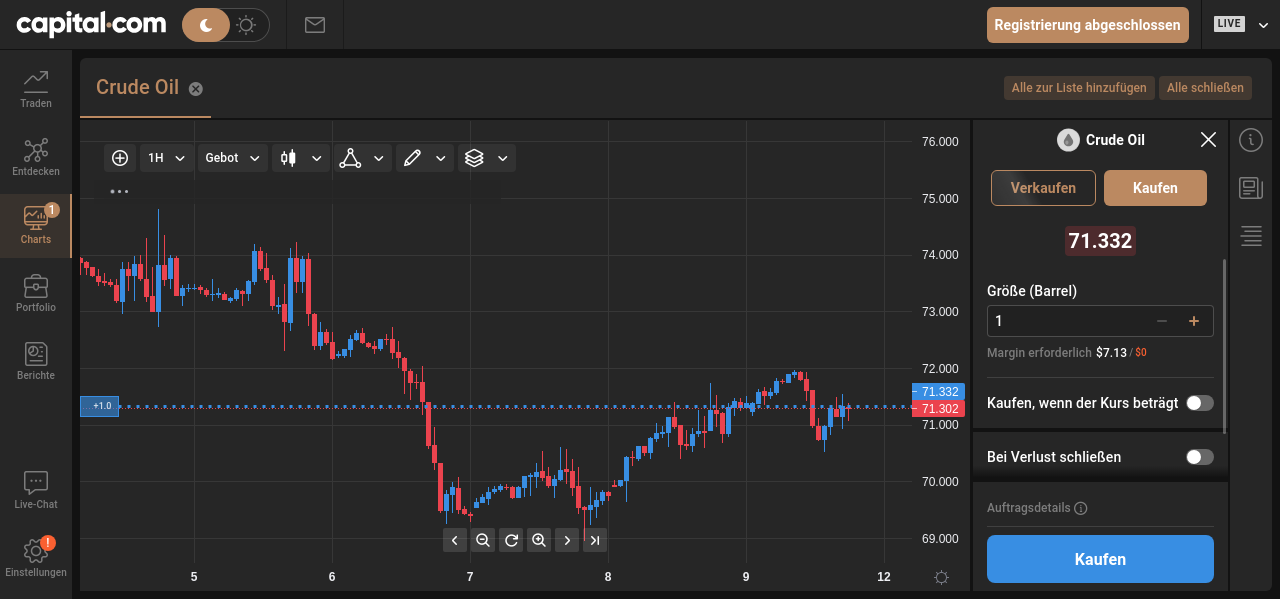 capital.com
Registrierung abgeschlossen
LIVE
Traden
Entdecken
1
Charts
Portfolio
Berichte
Live-Chat
!
Einstellungen
Crude Oil
Alle zur Liste hinzufügen
Alle schließen
1H
Gebot
76.000
75.000
74.000
73.000
72.000
71.332
71.302
71.000
70.000
69.000
+1.0
5
6
7
8
9
12
Crude Oil
Verkaufen
Kaufen
71.332
Größe (Barrel)
1
Margin erforderlich $7.13 / $0
Kaufen, wenn der Kurs beträgt
Bei Verlust schließen
Auftragsdetails
Kaufen